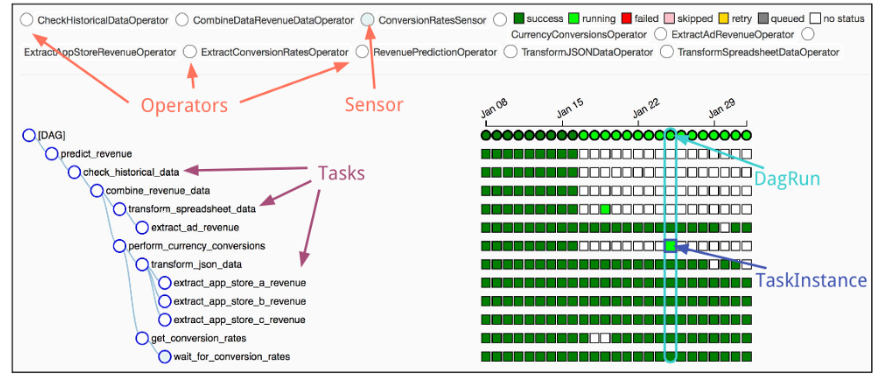 CheckHistoricalDataOperator CombineDataRevenueDataOperator ConversionRatesSensor success running failed skipped retry queued no status
CurrencyConversionsOperator ExtractAdRevenueOperator
ExtractAppStoreRevenueOperator ExtractConversionRatesOperator RevenuePredictionOperator TransformJSONDataOperator TransformSpreadsheetDataOperator
Operators Sensor
Jan 08 Jan 15 Jan 22 Jan 29
[DAG]
predict_revenue
check_historical_data
Tasks
DagRun
combine_revenue_data
transform_spreadsheet_data
extract_ad_revenue
perform_currency_conversions
transform_json_data
TaskInstance
extract_app_store_a_revenue
extract_app_store_b_revenue
extract_app_store_c_revenue
get_conversion_rates
wait_for_conversion_rates